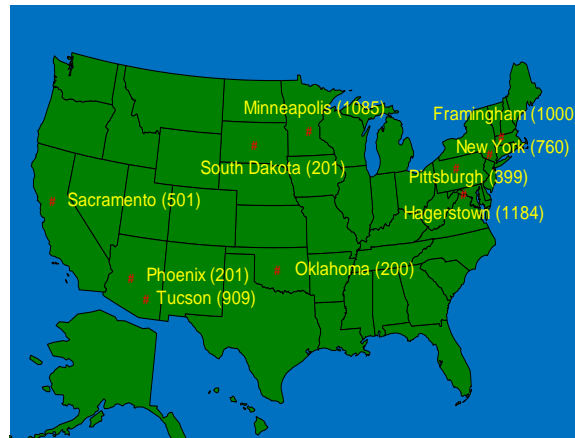 Minneapolis (1085)
Framingham (1000)
New York (760)
South Dakota (201)
Pittsburgh (399)
Sacramento (501)
Hagerstown (1184)
Phoenix (201)
Oklahoma (200)
Tucson (909)